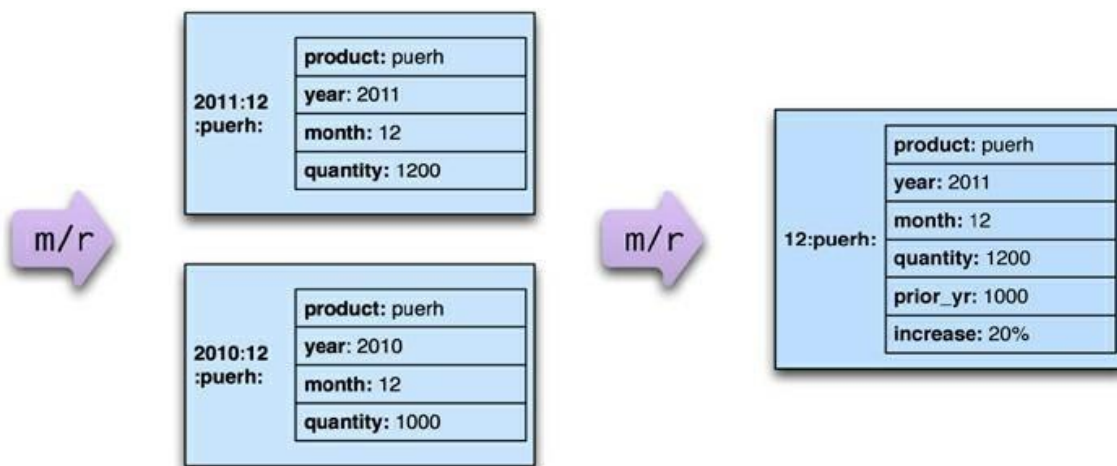 m/r
2011:12
:puerh:
product: puerh
year: 2011
month: 12
quantity: 1200
2010:12
:puerh:
product: puerh
year: 2010
month: 12
quantity: 1000
m/r
12:puerh:
product: puerh
year: 2011
month: 12
quantity: 1200
prior_yr: 1000
increase: 20%